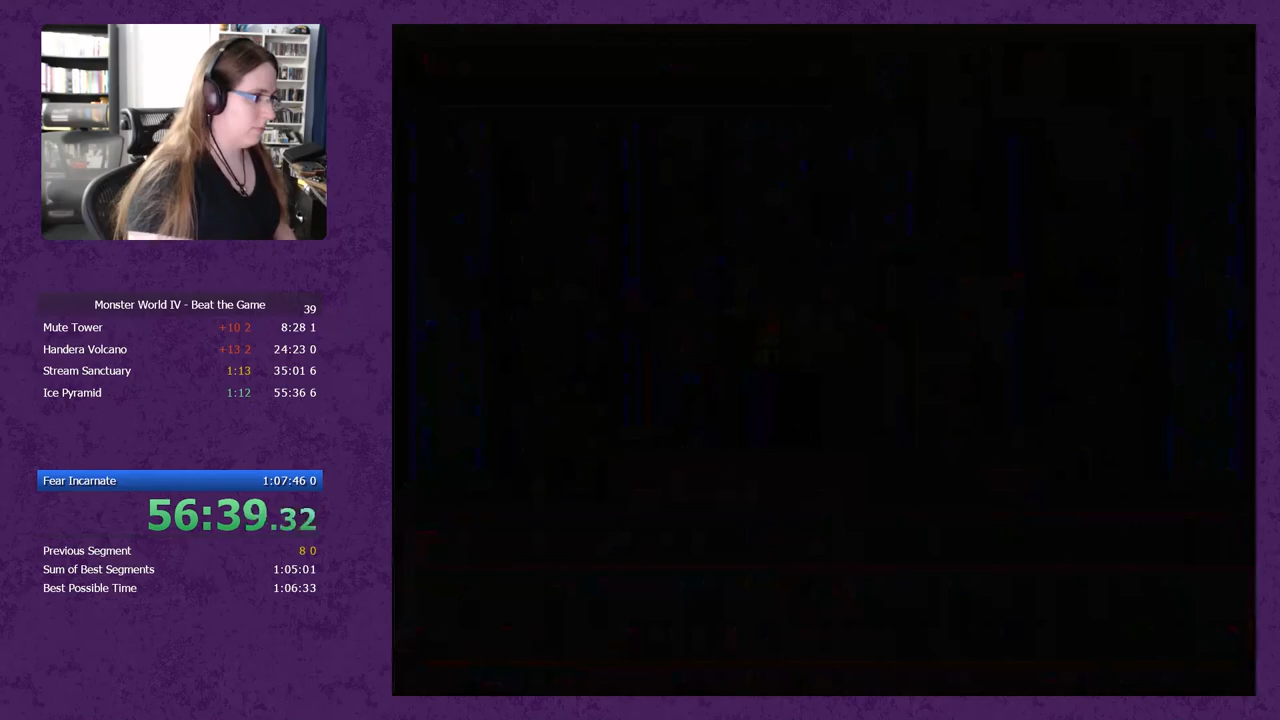 Monster World IV - Beat the Game
39
Mute Tower +10 2 8:28 1
Handera Volcano +13 2 24:23 0
Stream Sanctuary 1:13 35:01 6
Ice Pyramid 1:12 55:36 6
Fear Incarnate 1:07:46 0
56:39.32
Previous Segment 8 0
Sum of Best Segments 1:05:01
Best Possible Time 1:06:33